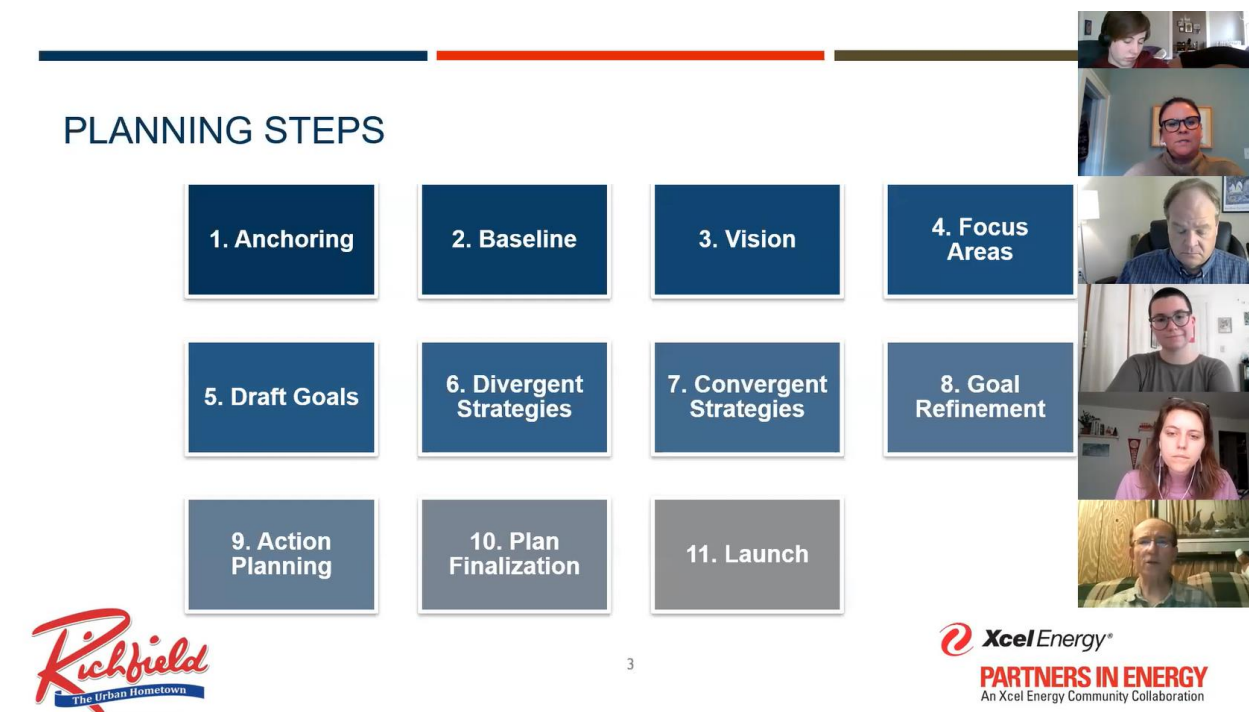 PLANNING STEPS
1. Anchoring
2. Baseline
3. Vision
4. Focus
Areas
5. Draft Goals
6. Divergent
Strategies
7. Convergent
Strategies
8. Goal
Refinement
9. Action
Planning
10. Plan
Finalization
11. Launch
Richfield
The Urban Hometown
3
Xcel Energy®
PARTNERS IN ENERGY
An Xcel Energy Community Collaboration